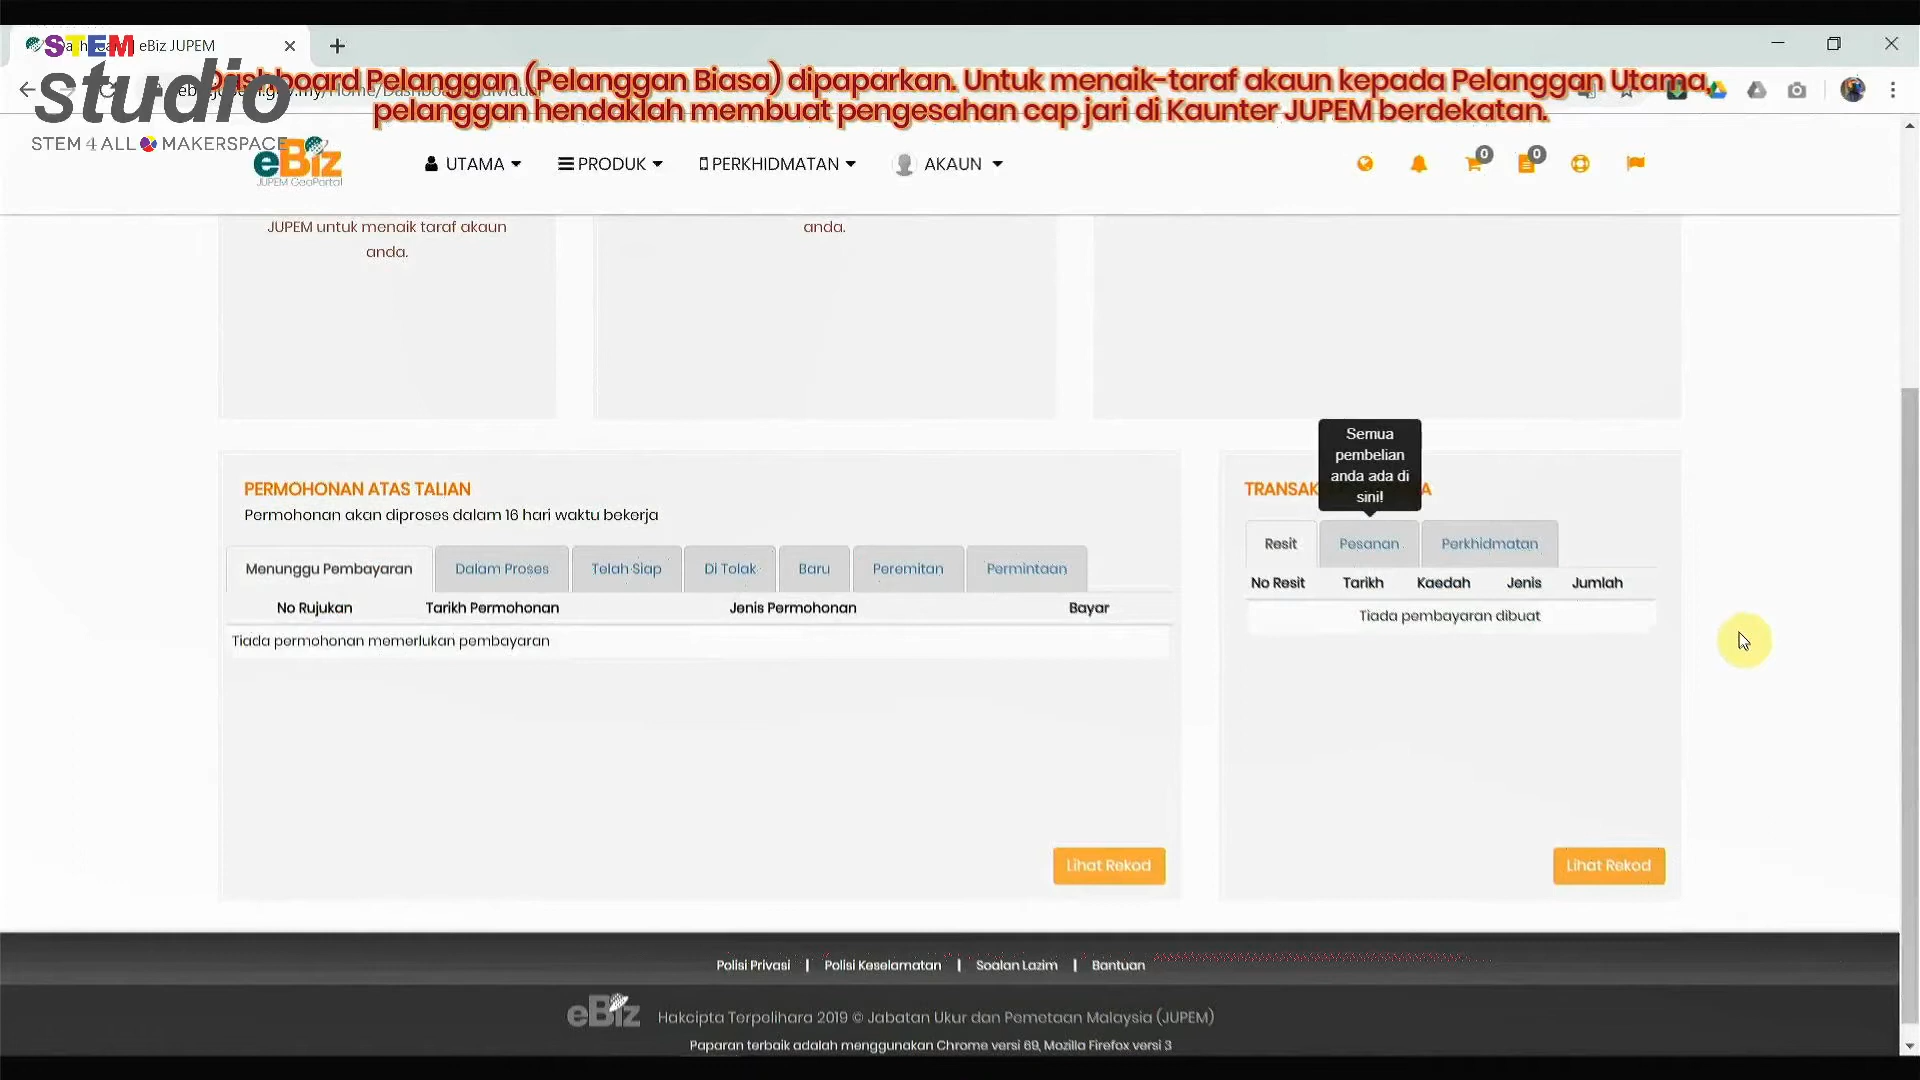 Dashboard | eBiz JUPEM
STEM
studio
STEM 4 ALL MAKERSPACE
Dashboard Pelanggan (Pelanggan Biasa) dipaparkan. Untuk menaik-taraf akaun kepada Pelanggan Utama,
pelanggan hendaklah membuat pengesahan cap jari di Kaunter JUPEM berdekatan.
eBiz
JUPEM GeoPortal
UTAMA
PRODUK
PERKHIDMATAN
AKAUN
0
0
JUPEM untuk menaik taraf akaun
anda.
anda.
PERMOHONAN ATAS TALIAN
Permohonan akan diproses dalam 16 hari waktu bekerja
Menunggu Pembayaran
Dalam Proses
Telah Siap
Di Tolak
Baru
Peremitan
Permintaan
No Rujukan
Tarikh Permohonan
Jenis Permohonan
Bayar
Tiada permohonan memerlukan pembayaran
Lihat Rekod
Semua
pembelian
anda ada di
sini!
Resit
Pesanan
Perkhidmatan
No Resit
Tarikh
Kaedah
Jenis
Jumlah
Tiada pembayaran dibuat
Lihat Rekod
Polisi Privasi | Polisi Keselamatan | Soalan Lazim | Bantuan
eBiz
Hakcipta Terpelihara 2019 © Jabatan Ukur dan Pemetaan Malaysia (JUPEM)
Paparan terbaik adalah menggunakan Chrome versi 69, Mozilla Firefox versi 3